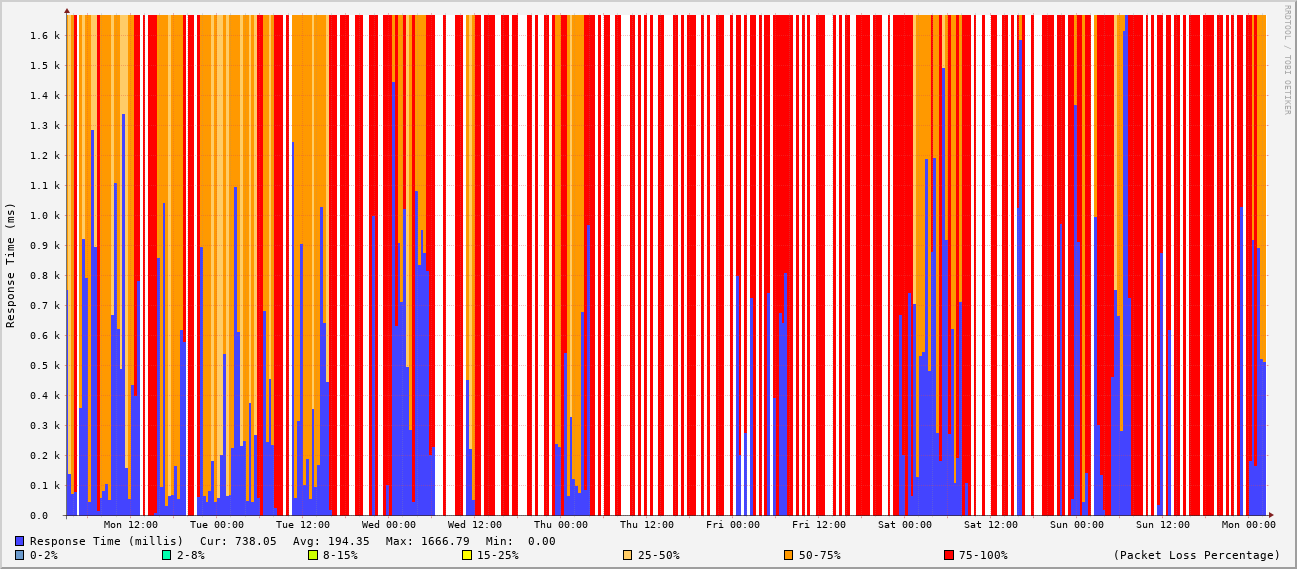 RRDTOOL / TOBI OETIKER
Response Time (ms)
1.6 k
1.5 k
1.4 k
1.3 k
1.2 k
1.1 k
1.0 k
0.9 k
0.8 k
0.7 k
0.6 k
0.5 k
0.4 k
0.3 k
0.2 k
0.1 k
0.0
Mon 12:00 Tue 00:00 Tue 12:00 Wed 00:00 Wed 12:00 Thu 00:00 Thu 12:00 Fri 00:00 Fri 12:00 Sat 00:00 Sat 12:00 Sun 00:00 Sun 12:00 Mon 00:00
Response Time (millis) Cur: 738.05 Avg: 194.35 Max: 1666.79 Min: 0.00
0-2% 2-8% 8-15% 15-25% 25-50% 50-75% 75-100% (Packet Loss Percentage)